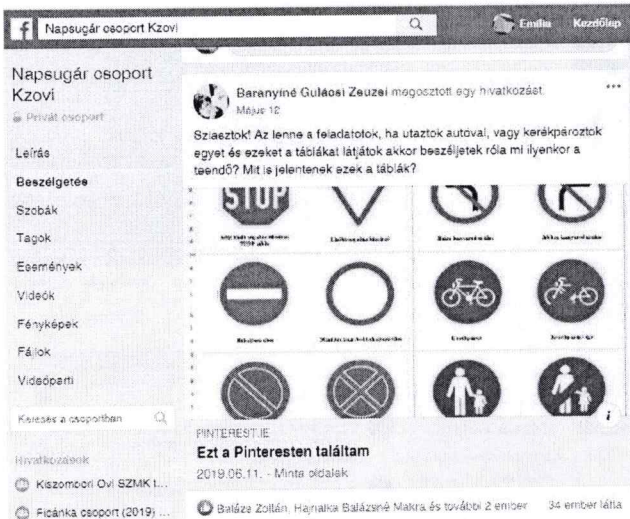 Napsugár csoport Kzovi
Emília Kezdőlap
Napsugár csoport
Kzovi
Privát csoport
Leírás
Beszélgetés
Szobák
Tagok
Események
Videók
Fényképek
Fájlok
Videóparti
Keresés a csoportban
Hivatkozások
Kiszombori Ovi SZMK t...
Ficánka csoport (2019) ...
Baranyiné Gulácsi Zsuzsi megosztott egy hivatkozást.
Május 12
Sziasztok! Az lenne a feladatotok, ha utaztok autóval, vagy kerékpároztok
egyet és ezeket a táblákat látjátok akkor beszéljetek róla mi ilyenkor a
teendő? Mit is jelentenek ezek a táblák?
STOP
PINTEREST.IE
Ezt a Pinteresten találtam
2019.06.11. - Minta oldalak
Balázs Zoltán, Hajnalka Balázsné Makra és további 2 ember 34 ember látta